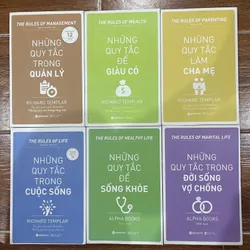 THE RULES OF MANAGEMENT
NHỮNG
QUY TẮC
TRONG
QUẢN LÝ
RICHARD TEMPLAR
THE RULES OF WEALTH
NHỮNG
QUY TẮC
ĐỂ
GIÀU CÓ
RICHARD TEMPLAR
THE RULES OF PARENTING
NHỮNG
QUY TẮC
LÀM
CHA MẸ
RICHARD TEMPLAR
THE RULES OF LIFE
NHỮNG
QUY TẮC
TRONG
CUỘC SỐNG
RICHARD TEMPLAR
THE RULES OF HEALTHY LIFE
NHỮNG
QUY TẮC
ĐỂ
SỐNG KHỎE
ALPHA BOOKS
THE RULES OF MARITAL LIFE
NHỮNG
QUY TẮC TRONG
ĐỜI SỐNG
VỢ CHỒNG
ALPHA BOOKS